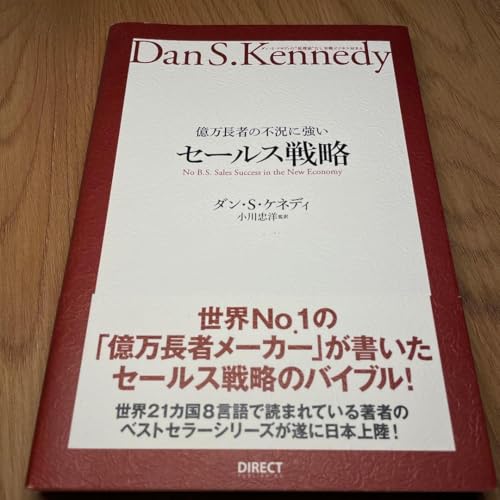 Dan S. Kennedy
億万長者の不況に強い
セールス戦略
No B.S. Sales Success in the New Economy
ダン・S・ケネディ
小川忠洋 監訳
世界No.1の
「億万長者メーカー」が書いた
セールス戦略のバイブル!
世界21カ国8言語で読まれている著者の
ベストセラーシリーズが遂に日本上陸!
DIRECT